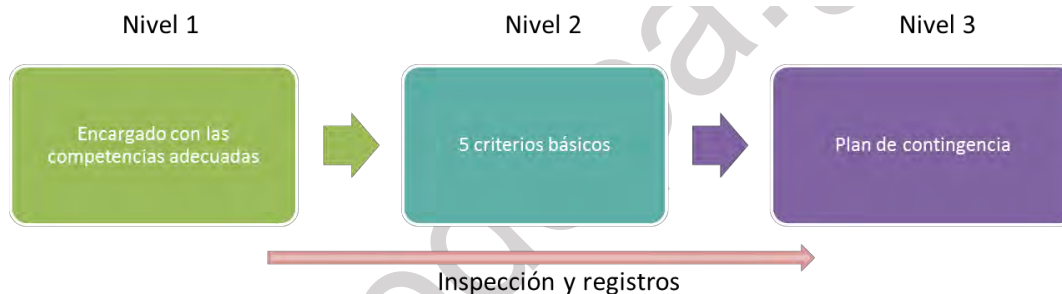 Nivel 1
Nivel 2
Nivel 3
Encargado con las
competencias adecuadas
5 criterios básicos
Plan de contingencia
Inspección y registros